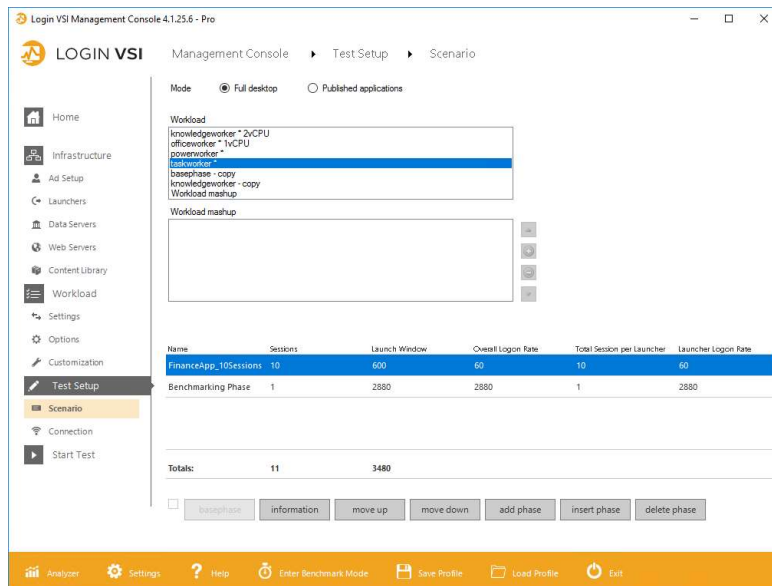 Login VSI Management Console 4.1.25.6 - Pro
LOGIN VSI
Management Console Test Setup Scenario
Mode Full desktop Published applications
Home
Infrastructure
Ad Setup
Launchers
Data Servers
Web Servers
Content Library
Workload
Settings
Options
Customization
Test Setup
Scenario
Connection
Start Test
Workload
knowledgeworker * 2vCPU
officeworker * 1vCPU
powerworker *
taskworker *
basephase - copy
knowledgeworker - copy
Workload mashup
Workload mashup
Name Sessions Launch Window Overall Logon Rate Total Session per Launcher Launcher Logon Rate
FinanceApp_10Sessions 10 600 60 10 60
Benchmarking Phase 1 2880 2880 1 2880
Totals: 11 3480
basephase information move up move down add phase insert phase delete phase
Analyzer Settings Help Enter Benchmark Mode Save Profile Load Profile Exit